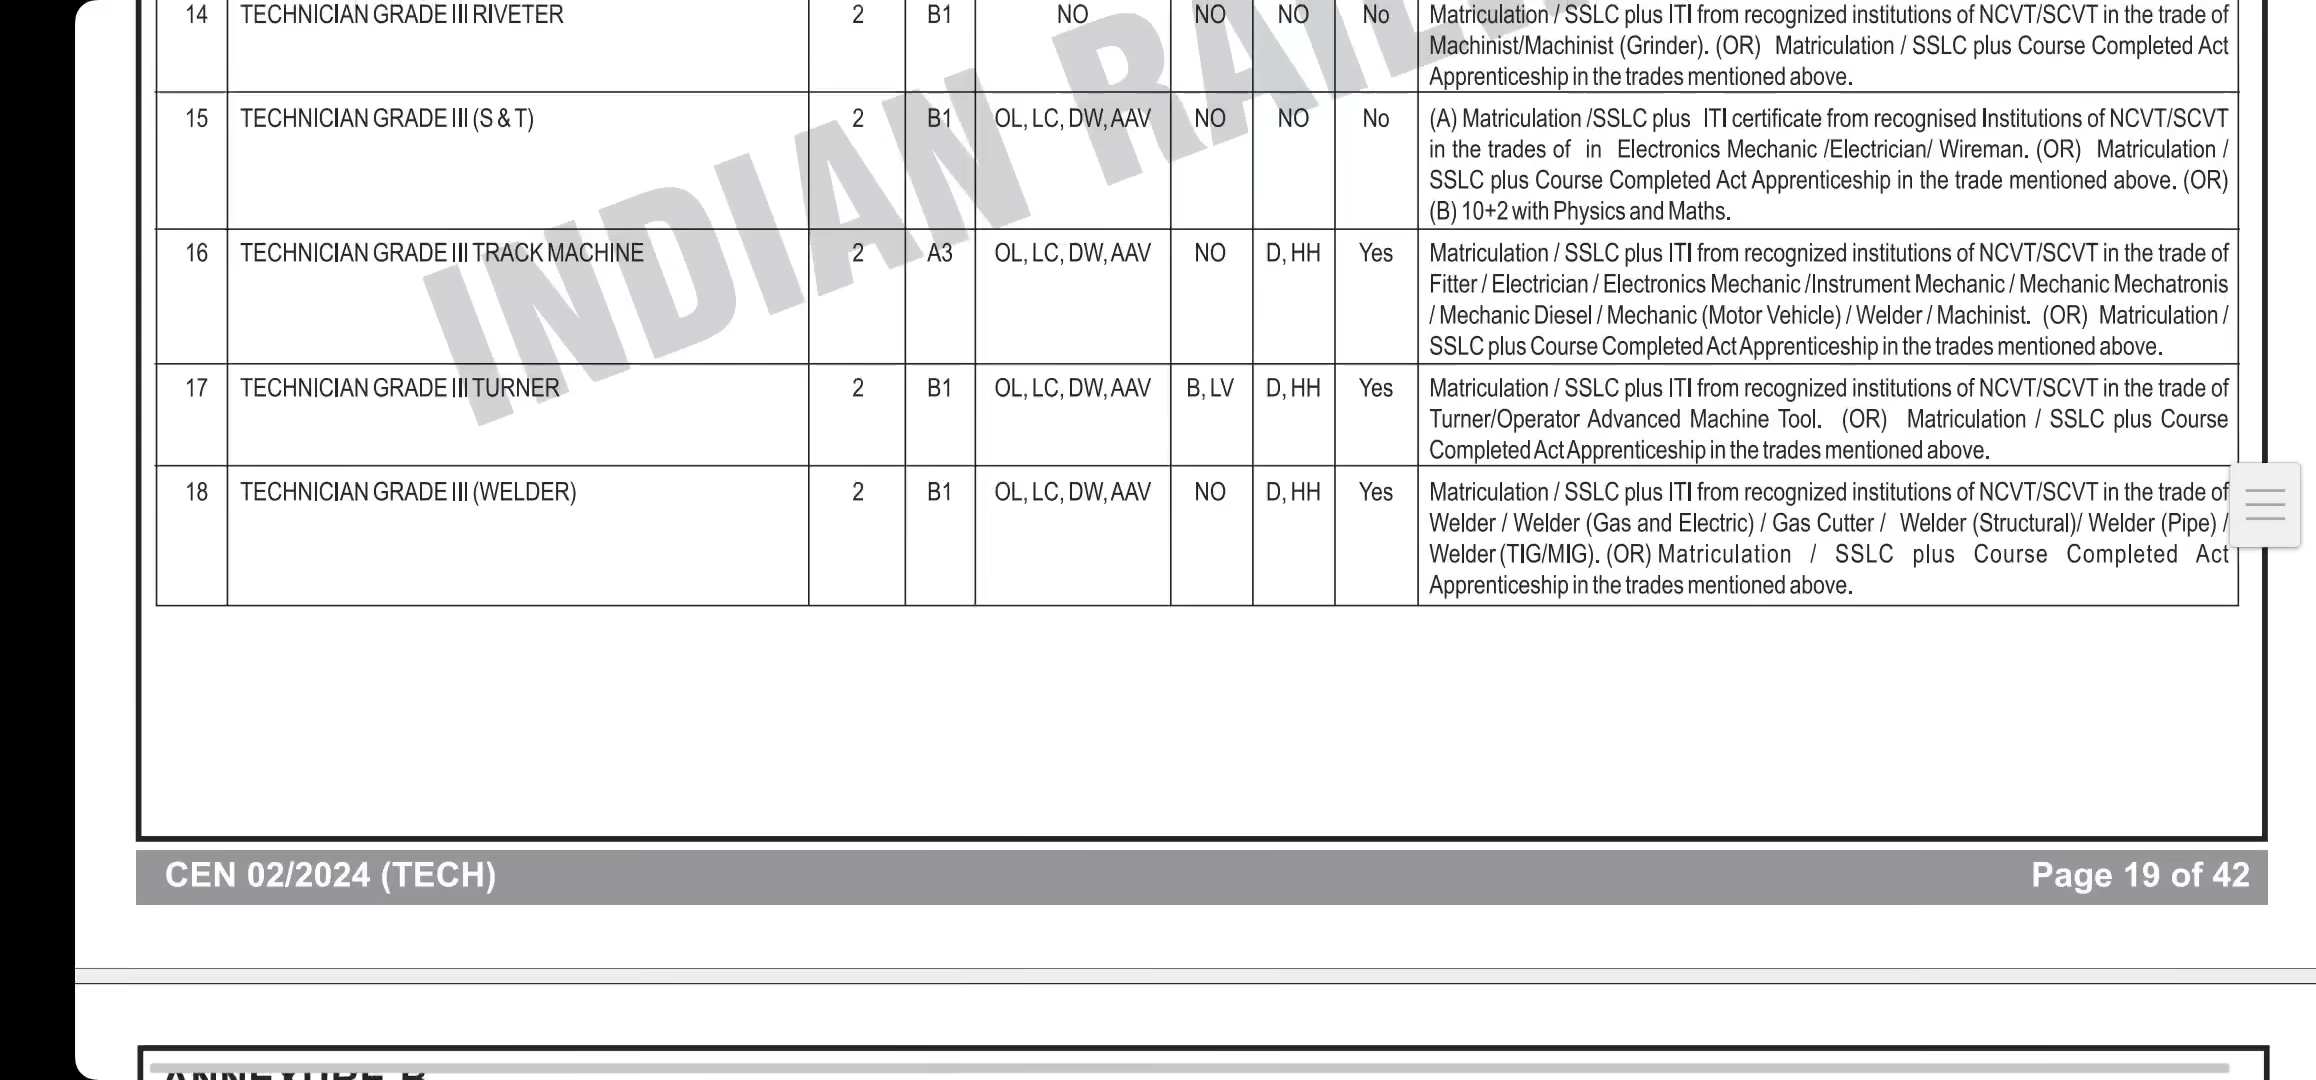 14 TECHNICIAN GRADE III RIVETER 2 B1 NO NO NO No Matriculation / SSLC plus ITI from recognized institutions of NCVT/SCVT in the trade of
Machinist/Machinist (Grinder). (OR) Matriculation / SSLC plus Course Completed Act
Apprenticeship in the trades mentioned above.
15 TECHNICIAN GRADE III (S & T) 2 B1 OL, LC, DW, AAV NO NO No (A) Matriculation /SSLC plus ITI certificate from recognised Institutions of NCVT/SCVT
in the trades of in Electronics Mechanic /Electrician/ Wireman. (OR) Matriculation /
SSLC plus Course Completed Act Apprenticeship in the trade mentioned above. (OR)
(B) 10+2 with Physics and Maths.
16 TECHNICIAN GRADE III TRACK MACHINE 2 A3 OL, LC, DW, AAV NO D, HH Yes Matriculation / SSLC plus ITI from recognized institutions of NCVT/SCVT in the trade of
Fitter / Electrician / Electronics Mechanic /Instrument Mechanic / Mechanic Mechatronis
/ Mechanic Diesel / Mechanic (Motor Vehicle) / Welder / Machinist. (OR) Matriculation /
SSLC plus Course Completed Act Apprenticeship in the trades mentioned above.
17 TECHNICIAN GRADE III TURNER 2 B1 OL, LC, DW, AAV B, LV D, HH Yes Matriculation / SSLC plus ITI from recognized institutions of NCVT/SCVT in the trade of
Turner/Operator Advanced Machine Tool. (OR) Matriculation / SSLC plus Course
Completed Act Apprenticeship in the trades mentioned above.
18 TECHNICIAN GRADE III (WELDER) 2 B1 OL, LC, DW, AAV NO D, HH Yes Matriculation / SSLC plus ITI from recognized institutions of NCVT/SCVT in the trade of
Welder / Welder (Gas and Electric) / Gas Cutter / Welder (Structural)/ Welder (Pipe) /
Welder (TIG/MIG). (OR) Matriculation / SSLC plus Course Completed Act
Apprenticeship in the trades mentioned above.
INDIAN
CEN 02/2024 (TECH) Page 19 of 42
ANNEXURE B